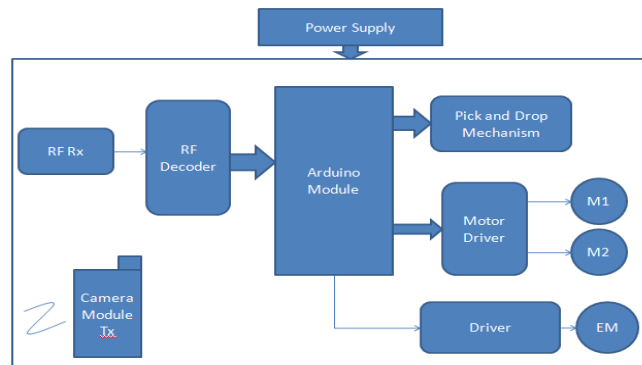 Power Supply
RF Rx
RF
Decoder
Arduino
Module
Pick and Drop
Mechanism
Motor
Driver
M1
M2
Camera
Module
Tx
Driver
EM